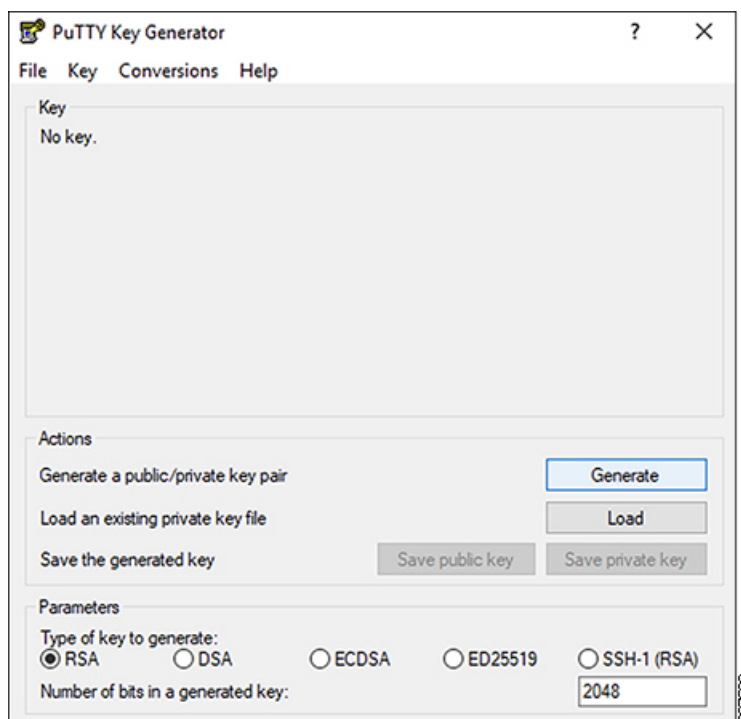 PuTTY Key Generator ? ×
File Key Conversions Help
Key
No key.
Actions
Generate a public/private key pair Generate
Load an existing private key file Load
Save the generated key Save public key Save private key
Parameters
Type of key to generate:
RSA DSA ECDSA ED25519 SSH-1 (RSA)
Number of bits in a generated key: 2048